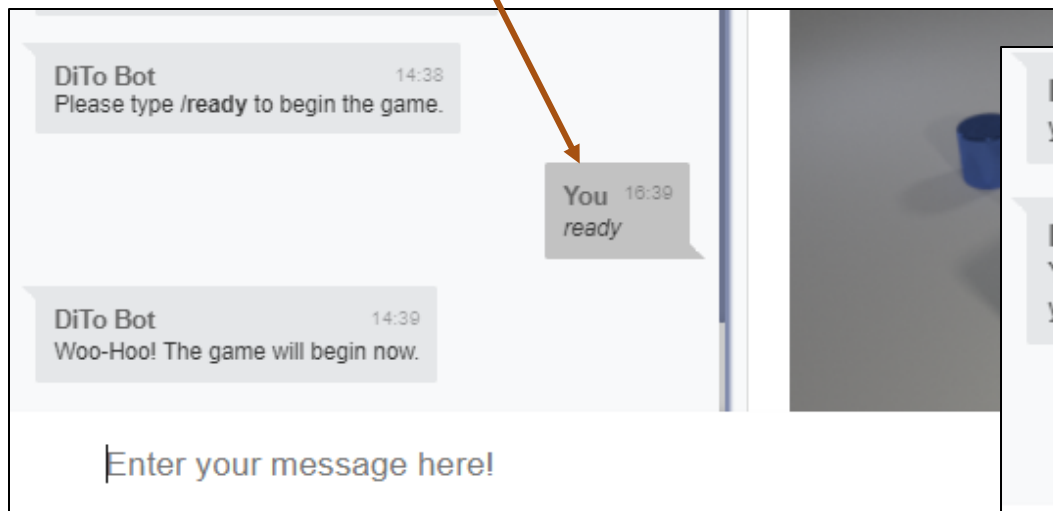 DiTo Bot 14:38
Please type /ready to begin the game.
You 16:39
ready
DiTo Bot 14:39
Woo-Hoo! The game will begin now.
Enter your message here!